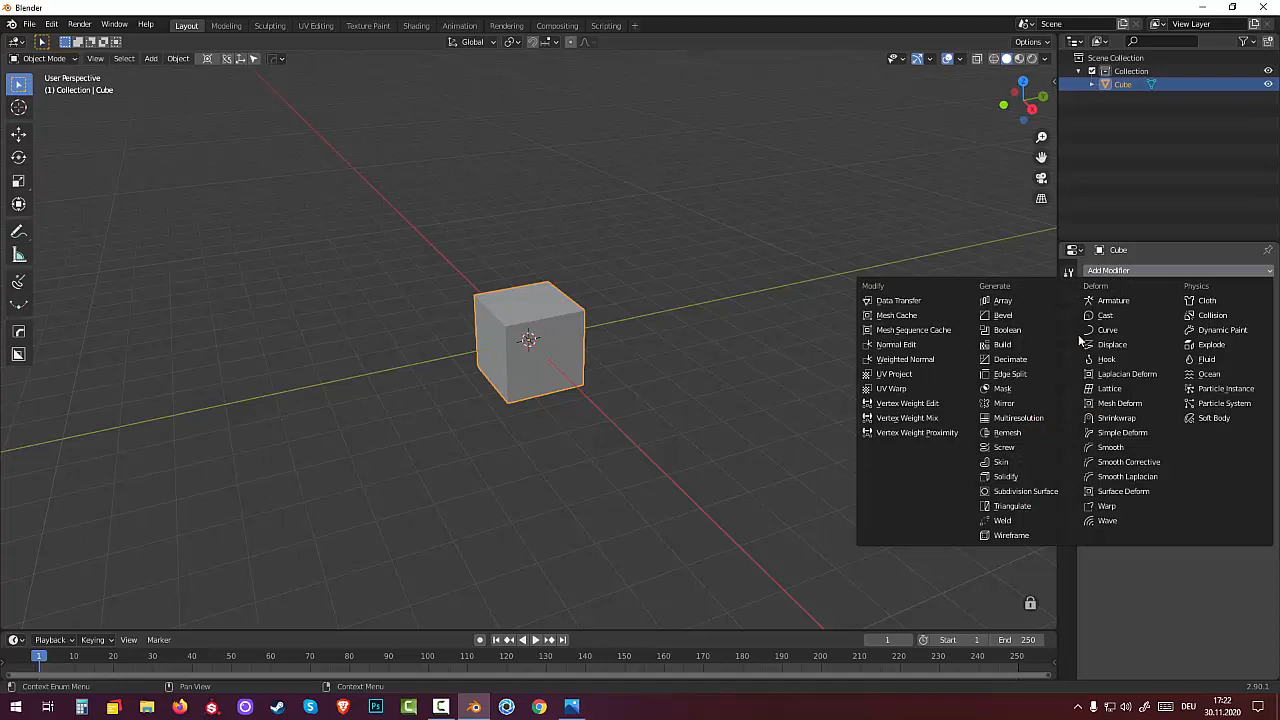 Blender
File Edit Render Window Help Layout Modeling Sculpting UV Editing Texture Paint Shading Animation Rendering Compositing Scripting + Scene View Layer
Global Options
Object Mode View Select Add Object
User Perspective
(1) Collection | Cube
Z
Y
X
Scene Collection
Collection
Cube
Cube
Add Modifier
Modify
Data Transfer
Mesh Cache
Mesh Sequence Cache
Normal Edit
Weighted Normal
UV Project
UV Warp
Vertex Weight Edit
Vertex Weight Mix
Vertex Weight Proximity
Generate
Array
Bevel
Boolean
Build
Decimate
Edge Split
Mask
Mirror
Multiresolution
Remesh
Screw
Skin
Solidify
Subdivision Surface
Triangulate
Weld
Wireframe
Deform
Armature
Cast
Curve
Displace
Hook
Laplacian Deform
Lattice
Mesh Deform
Shrinkwrap
Simple Deform
Smooth
Smooth Corrective
Smooth Laplacian
Surface Deform
Warp
Wave
Physics
Cloth
Collision
Dynamic Paint
Explode
Fluid
Ocean
Particle Instance
Particle System
Soft Body
Playback Keying View Marker 1 Start 1 End 250
1 10 20 30 40 50 60 70 80 90 100 110 120 130 140 150 160 170 180 190 200 210 220 230 240 250
Context Enum Menu Pan View Context Menu 2.90.1
Ps DEU 17:22
30.11.2020